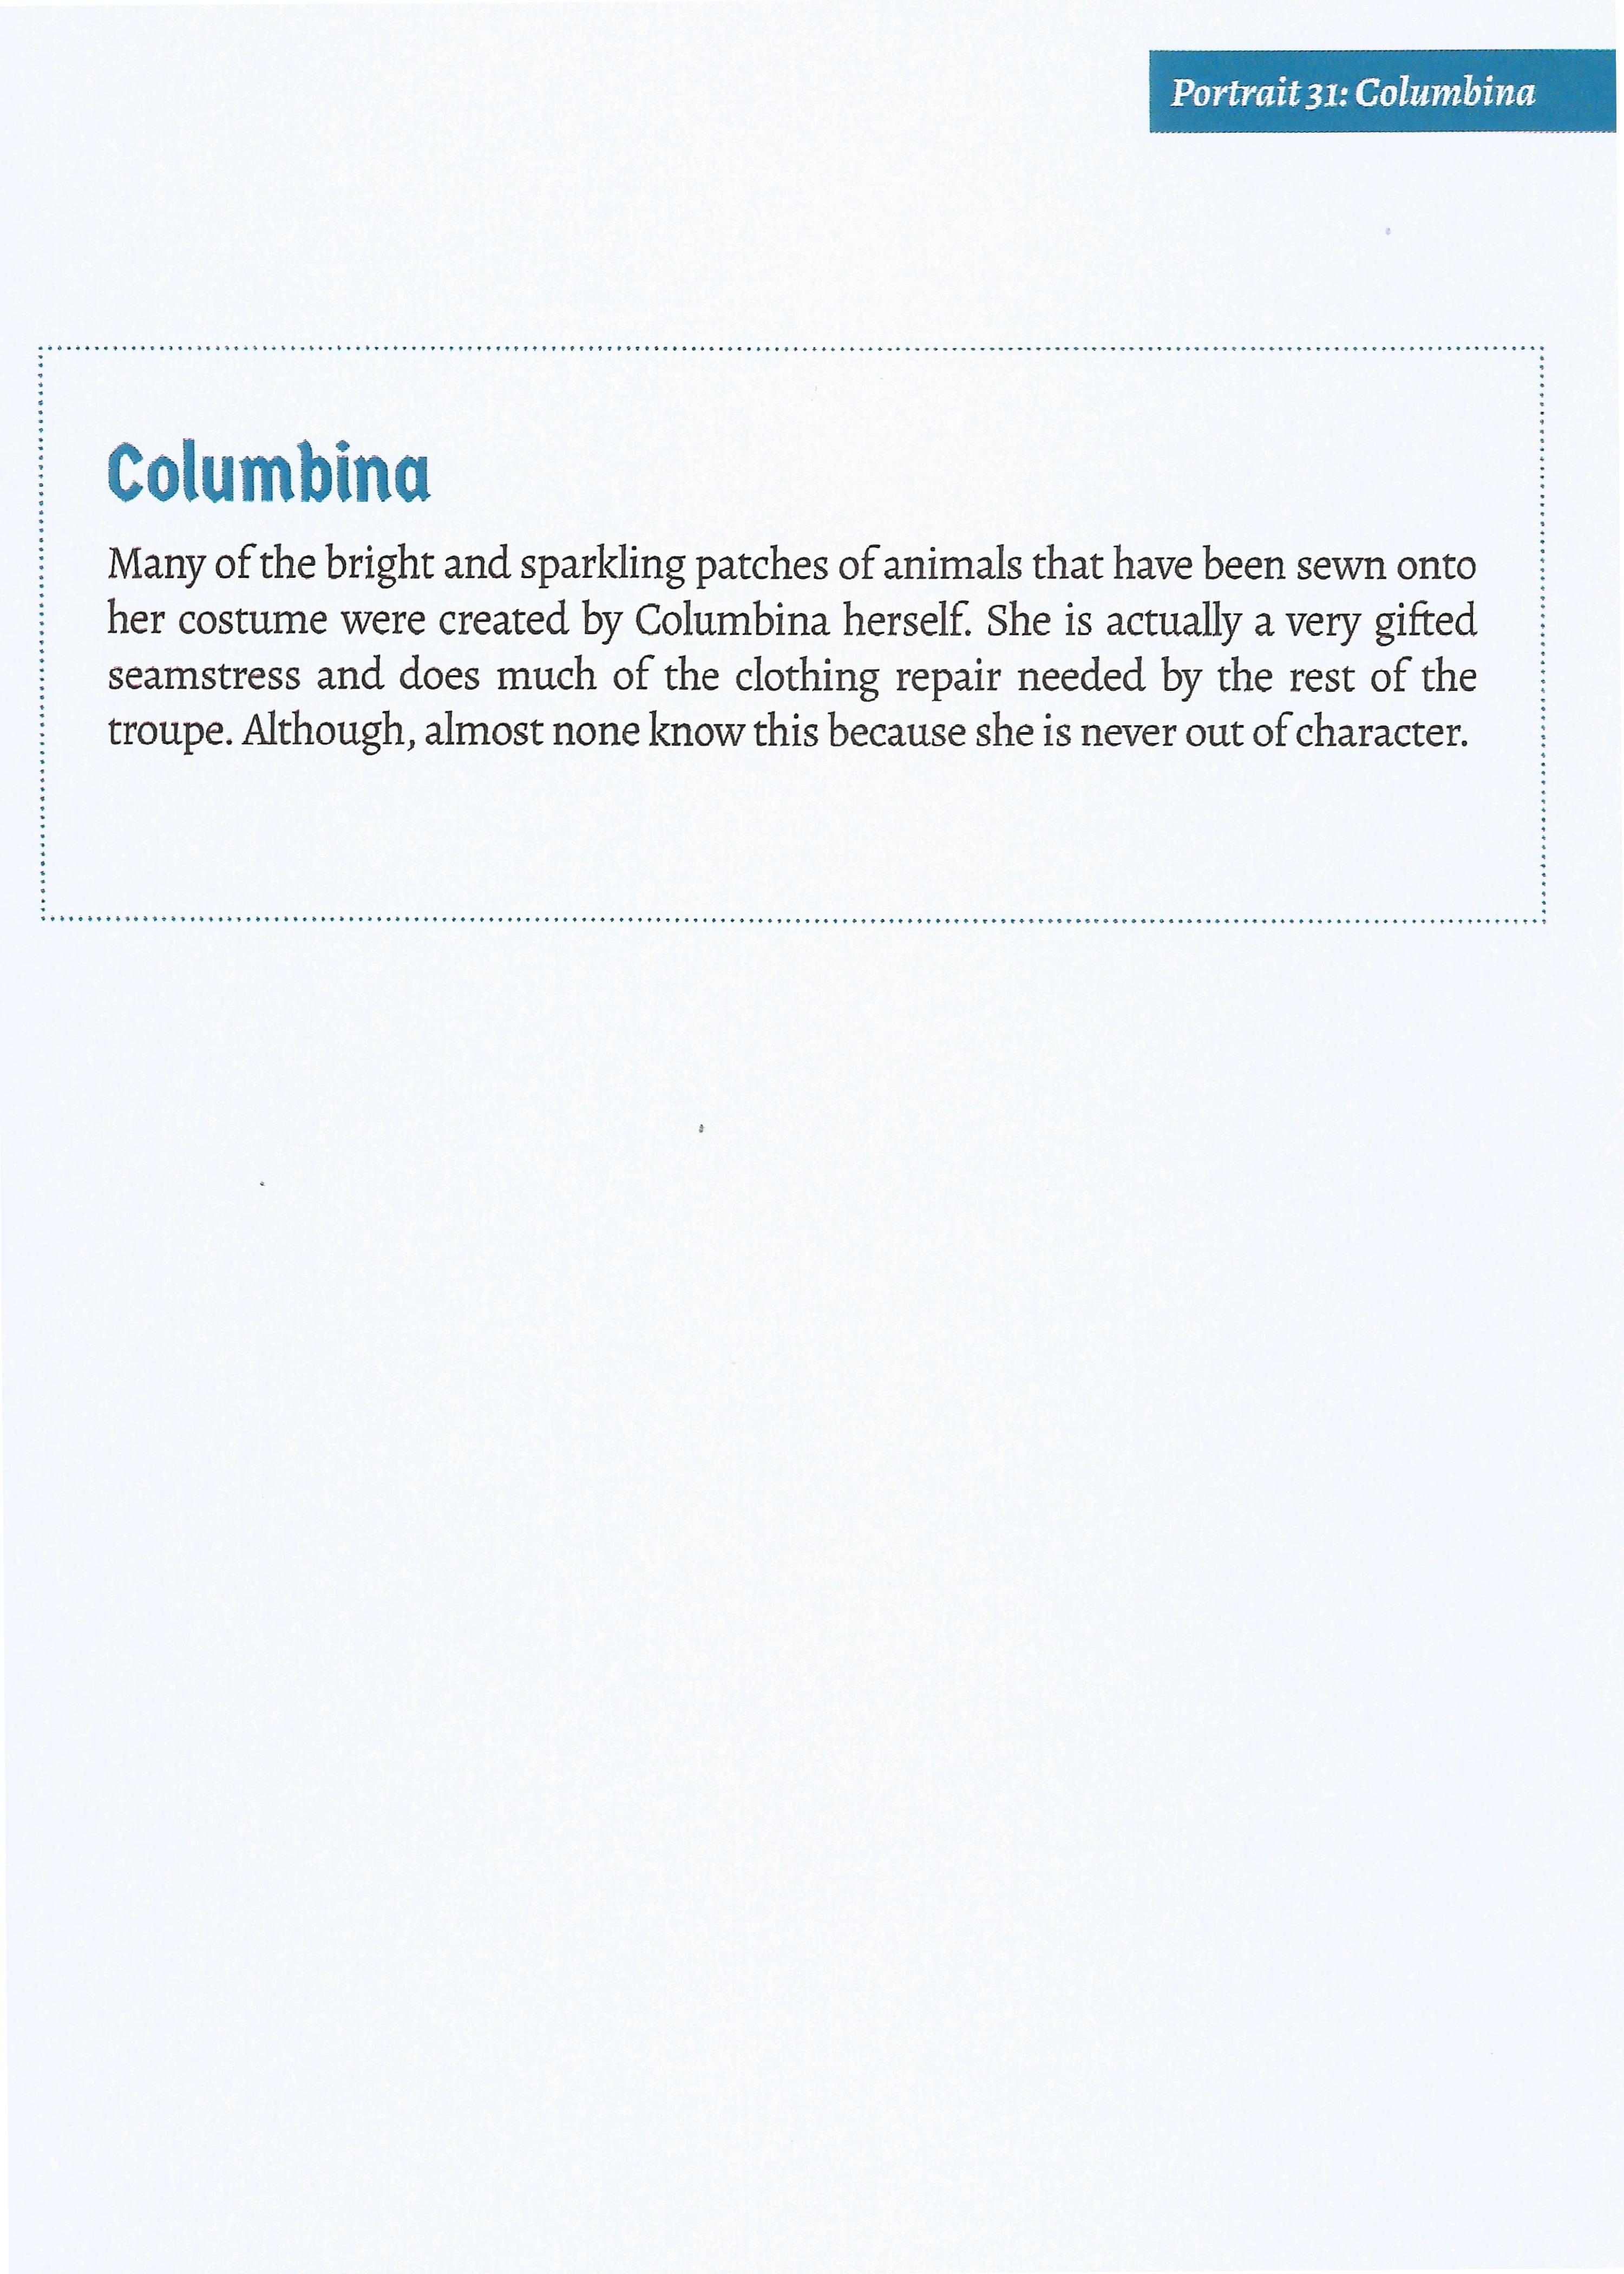 Portrait 31: Columbina
Columbina
Many of the bright and sparkling patches of animals that have been sewn onto
her costume were created by Columbina herself. She is actually a very gifted
seamstress and does much of the clothing repair needed by the rest of the
troupe. Although, almost none know this because she is never out of character.